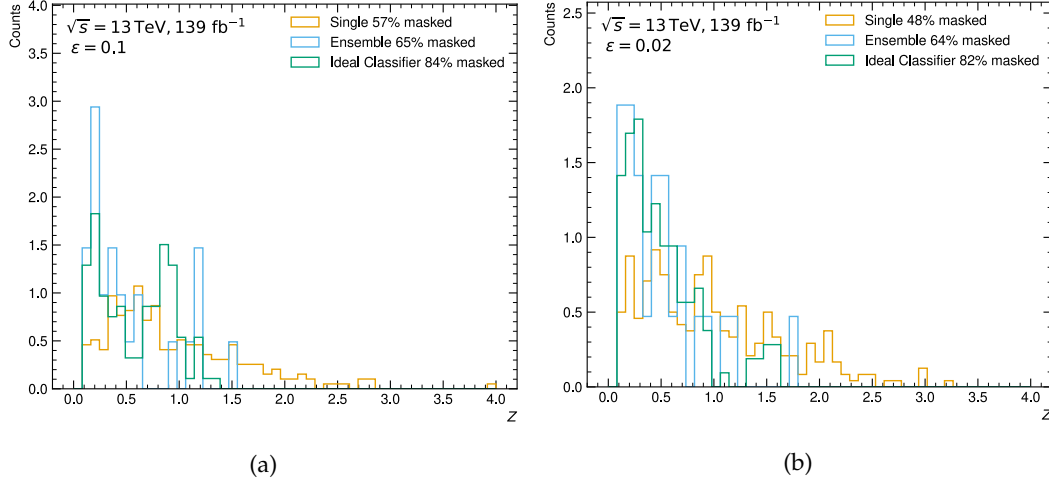 Counts
√s = 13 TeV, 139 fb⁻¹
ε = 0.1
Single 57% masked
Ensemble 65% masked
Ideal Classifier 84% masked
4.0
3.5
3.0
2.5
2.0
1.5
1.0
0.5
0.0
0.0 0.5 1.0 1.5 2.0 2.5 3.0 3.5 4.0
Z
(a)
Counts
√s = 13 TeV, 139 fb⁻¹
ε = 0.02
Single 48% masked
Ensemble 64% masked
Ideal Classifier 82% masked
2.5
2.0
1.5
1.0
0.5
0.0
0.0 0.5 1.0 1.5 2.0 2.5 3.0 3.5 4.0
Z
(b)